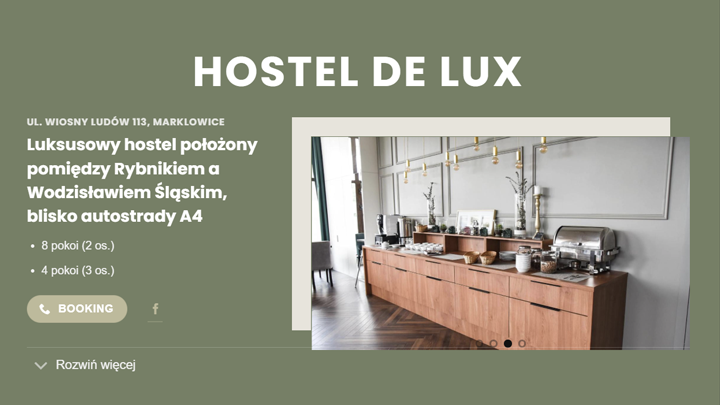 HOSTEL DE LUX
UL. WIOSNY LUDÓW 113, MARKLOWICE
Luksusowy hostel położony
pomiędzy Rybnikiem a
Wodzisławiem Śląskim,
blisko autostrady A4
• 8 pokoi (2 os.)
• 4 pokoi (3 os.)
BOOKING
Rozwiń więcej